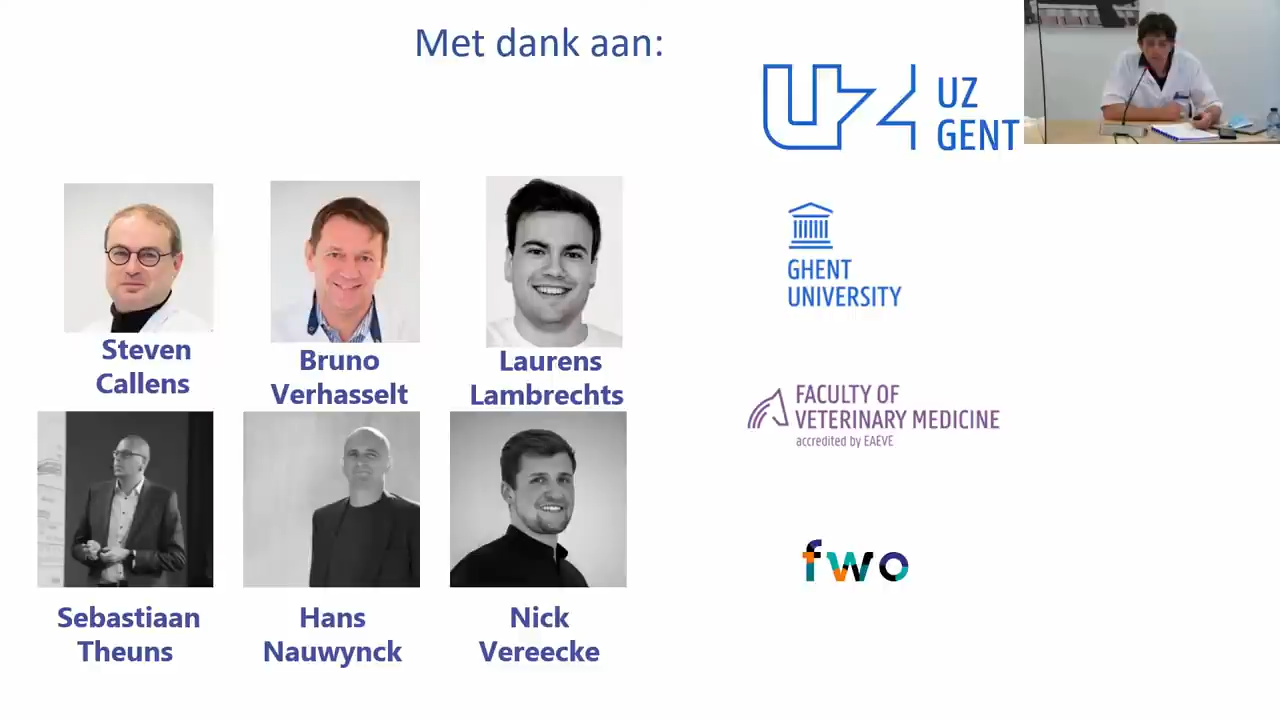 Met dank aan:
UZ
GENT
Steven
Callens
Bruno
Verhasselt
Laurens
Lambrechts
Sebastiaan
Theuns
Hans
Nauwynck
Nick
Vereecke
GHENT
UNIVERSITY
FACULTY OF
VETERINARY MEDICINE
accredited by EAEVE
fwo